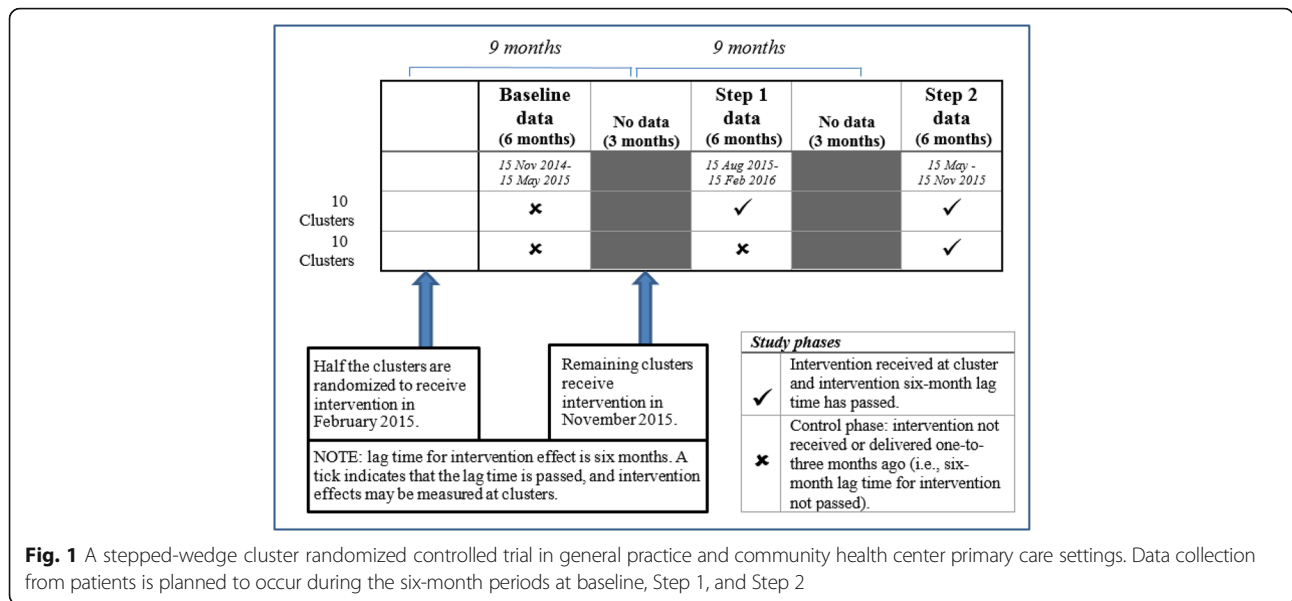 9 months 9 months
Baseline data (6 months) No data (3 months) Step 1 data (6 months) No data (3 months) Step 2 data (6 months)
15 Nov 2014- 15 May 2015 15 Aug 2015- 15 Feb 2016 15 May - 15 Nov 2015
10 Clusters ✘ ✓ ✓
10 Clusters ✘ ✘ ✓
Half the clusters are
randomized to receive
intervention in
February 2015.
Remaining clusters
receive
intervention in
November 2015.
NOTE: lag time for intervention effect is six months. A
tick indicates that the lag time is passed, and intervention
effects may be measured at clusters.
Study phases
✓ Intervention received at cluster
and intervention six-month lag
time has passed.
✘ Control phase: intervention not
received or delivered one-to-
three months ago (i.e., six-
month lag time for intervention
not passed).
Fig. 1 A stepped-wedge cluster randomized controlled trial in general practice and community health center primary care settings. Data collection
from patients is planned to occur during the six-month periods at baseline, Step 1, and Step 2